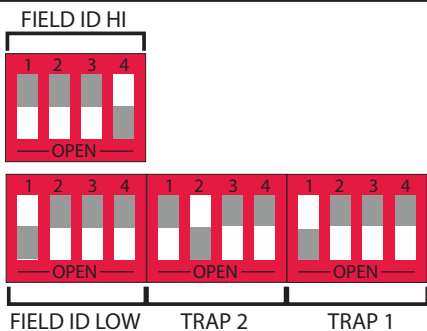 FIELD ID HI
1 2 3 4
OPEN
1 2 3 4 1 2 3 4 1 2 3 4
OPEN OPEN OPEN
FIELD ID LOW TRAP 2 TRAP 1